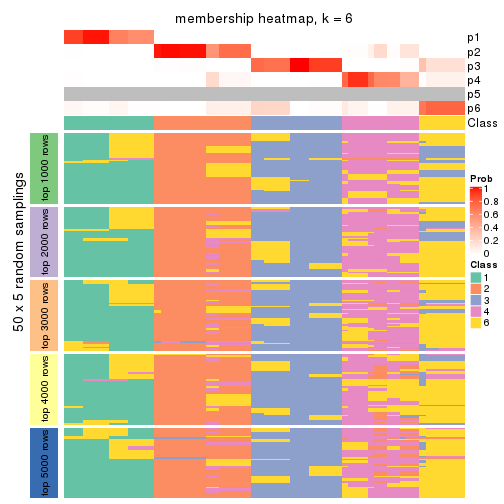 membership heatmap, k = 6
p1
p2
p3
p4
p5
p6
Class
50 x 5 random samplings
top 1000 rows
top 2000 rows
top 3000 rows
top 4000 rows
top 5000 rows
Prob
1
0.8
0.6
0.4
0.2
0
Class
1
2
3
4
6